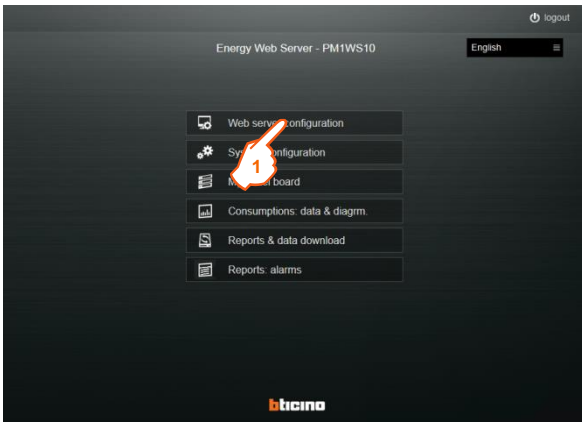 logout
Energy Web Server - PM1WS10
English
Web server configuration
configuration
1
board
Consumptions: data & diagrm.
Reports & data download
Reports: alarms
bticino